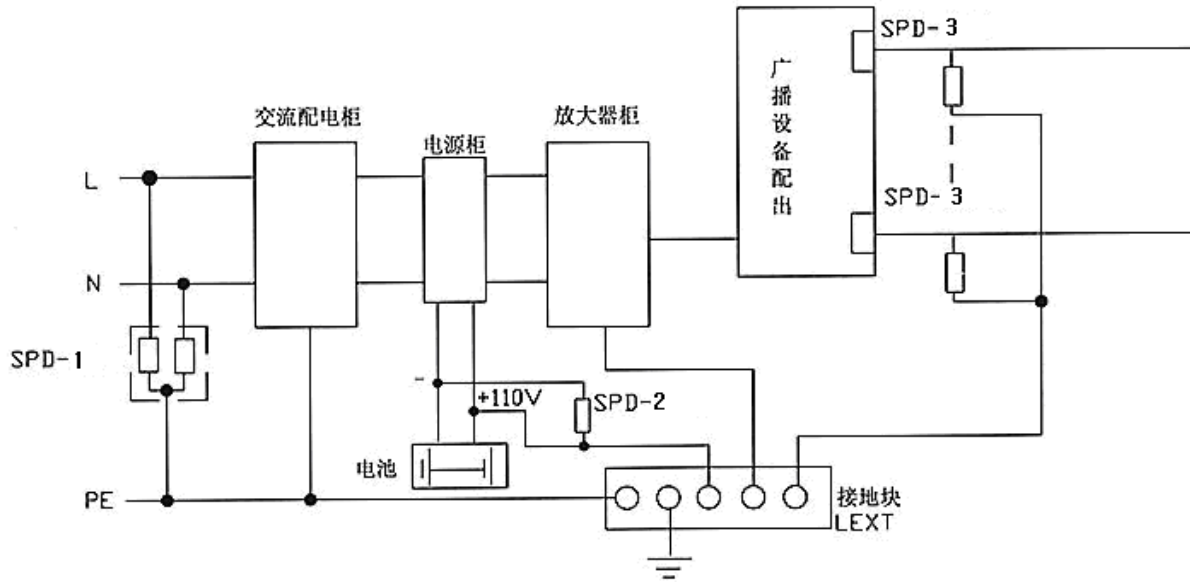 SPD-3
广播设备配出
交流配电柜
电源柜
放大器柜
L
SPD-3
N
SPD-1
-
+110V
SPD-2
电池
PE
接地块
LEXT